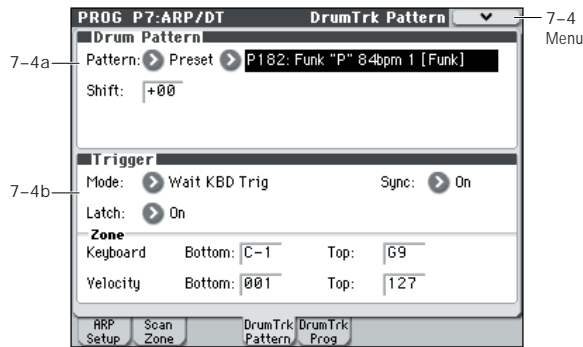 PROG P7:ARP/DT DrumTrk Pattern
7–4
Menu
Drum Pattern
7–4a
Pattern: Preset P182: Funk "P" 84bpm 1 [Funk]
Shift: +00
Trigger
7–4b
Mode: Wait KBD Trig Sync: On
Latch: On
Zone
Keyboard Bottom: C-1 Top: G9
Velocity Bottom: 001 Top: 127
ARP Setup
Scan Zone
DrumTrk Pattern
DrumTrk Prog